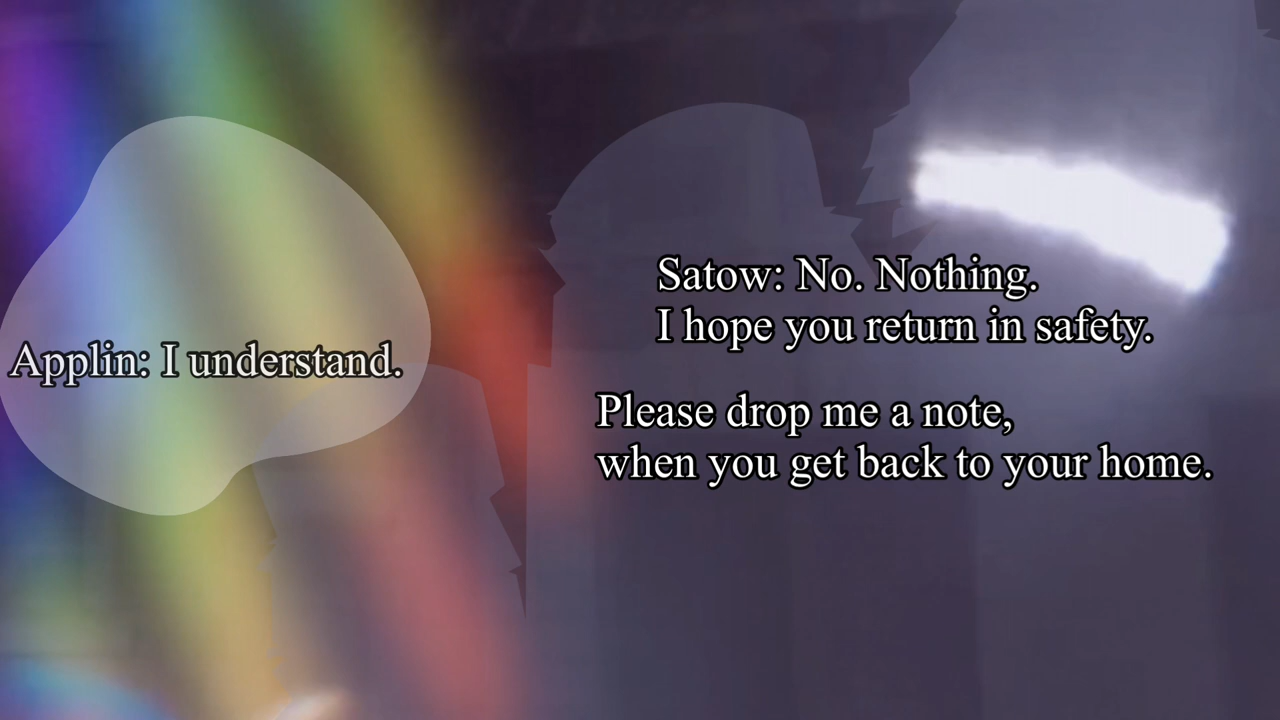 Applin: I understand.
Satow: No. Nothing.
I hope you return in safety.
Please drop me a note,
when you get back to your home.